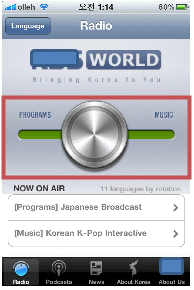 olleh 오전 1:14 80%
Language Radio
WORLD
Bringing Korea to You
PROGRAMS MUSIC
NOW ON AIR 11 languages by rotation
[Programs] Japanese Broadcast
[Music] Korean K-Pop Interactive
Radio Podcasts News About Korea About Us